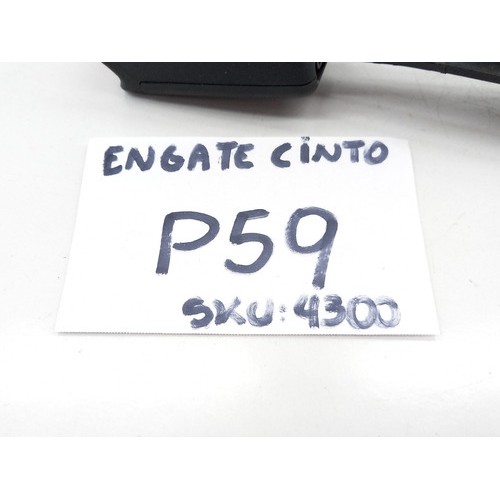 ENGATE CINTO
P59
SKU: 4300